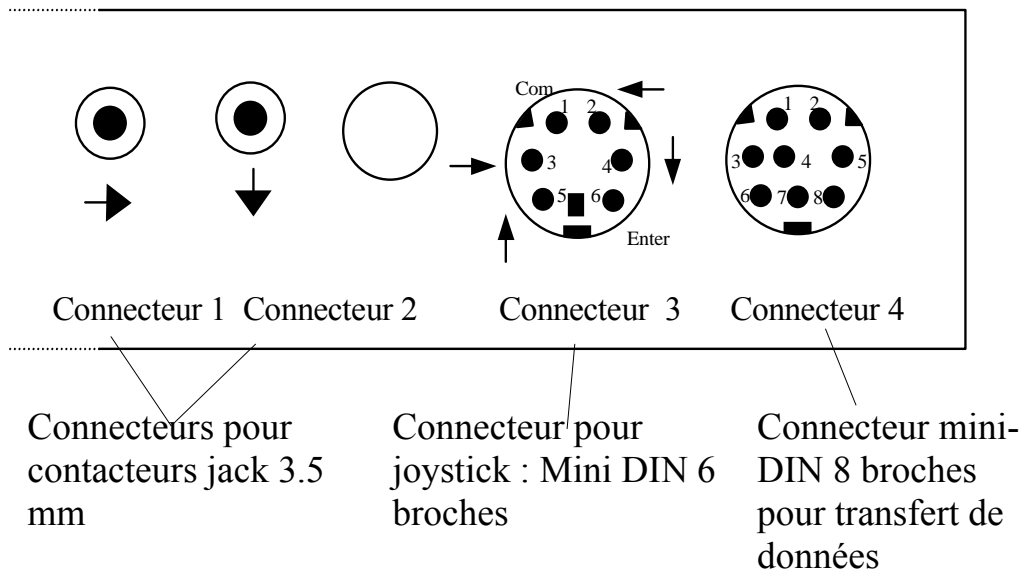 Com
1 2
3 4
5 6
Enter
1 2
3 4 5
6 7 8
Connecteur 1 Connecteur 2 Connecteur 3 Connecteur 4
Connecteurs pour
contacteurs jack 3.5
mm
Connecteur pour
joystick : Mini DIN 6
broches
Connecteur mini-
DIN 8 broches
pour transfert de
données